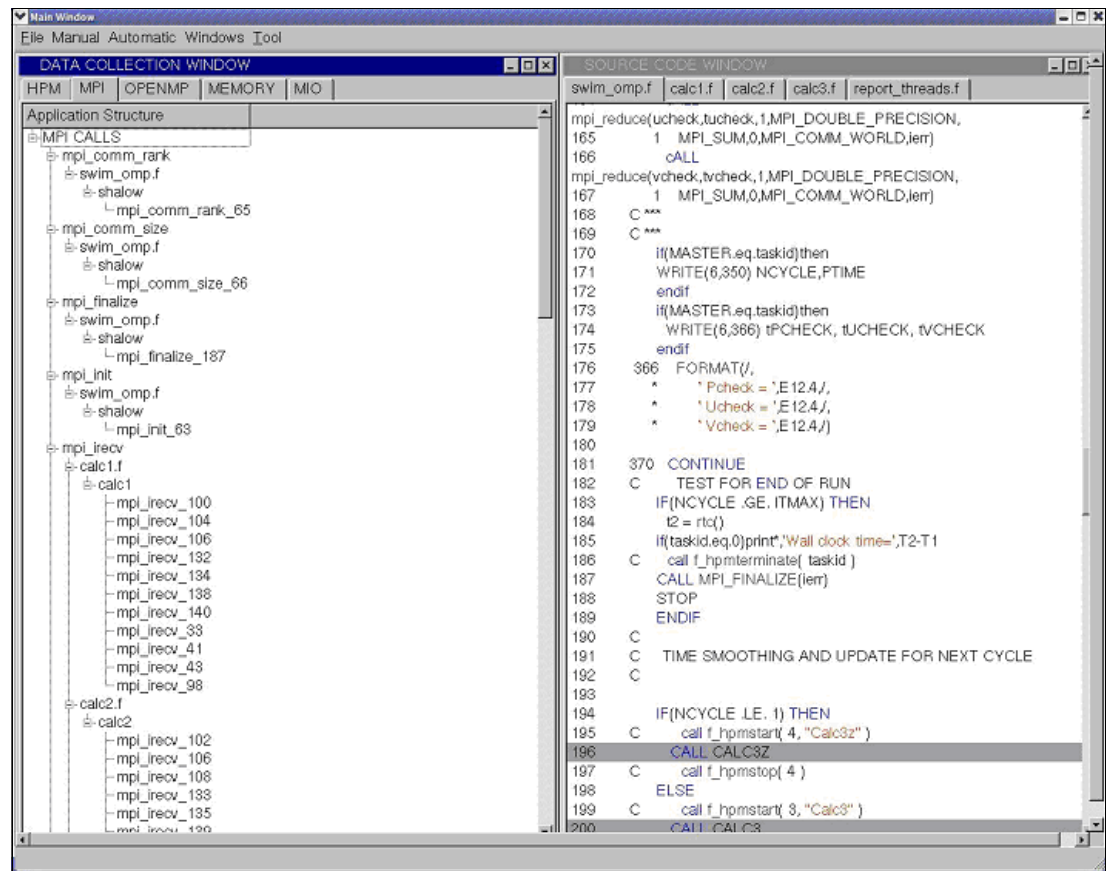 Main Window
File Manual Automatic Windows Tool
DATA COLLECTION WINDOW
HPM MPI OPENMP MEMORY MIO
Application Structure
MPI CALLS
mpi_comm_rank
swim_omp.f
shalow
mpi_comm_rank_65
mpi_comm_size
swim_omp.f
shalow
mpi_comm_size_66
mpi_finalize
swim_omp.f
shalow
mpi_finalize_187
mpi_init
swim_omp.f
shalow
mpi_init_63
mpi_irecv
calc1.f
calc1
mpi_irecv_100
mpi_irecv_104
mpi_irecv_106
mpi_irecv_132
mpi_irecv_134
mpi_irecv_138
mpi_irecv_140
mpi_irecv_33
mpi_irecv_41
mpi_irecv_43
mpi_irecv_98
calc2.f
calc2
mpi_irecv_102
mpi_irecv_106
mpi_irecv_108
mpi_irecv_133
mpi_irecv_135
mpi_irecv_139
SOURCE CODE WINDOW
swim_omp.f calc1.f calc2.f calc3.f report_threads.f
mpi_reduce(ucheck,tucheck,1,MPI_DOUBLE_PRECISION,
165 1 MPI_SUM,0,MPI_COMM_WORLD,ierr)
166 cALL
mpi_reduce(vcheck,tvcheck,1,MPI_DOUBLE_PRECISION,
167 1 MPI_SUM,0,MPI_COMM_WORLD,ierr)
168 C ***
169 C ***
170 if(MASTER.eq.taskid)then
171 WRITE(6,350) NCYCLE,PTIME
172 endif
173 if(MASTER.eq.taskid)then
174 WRITE(6,366) tPCHECK, tUCHECK, tVCHECK
175 endif
176 366 FORMAT(/,
177 * ' Pcheck = ',E12.4,/,
178 * ' Ucheck = ',E12.4,/,
179 * ' Vcheck = ',E12.4,/)
180
181 370 CONTINUE
182 C TEST FOR END OF RUN
183 IF(NCYCLE .GE. ITMAX) THEN
184 t2 = rtc()
185 if(taskid.eq.0)print*,'Wall clock time=',T2-T1
186 C call f_hpmterminate( taskid )
187 CALL MPI_FINALIZE(ierr)
188 STOP
189 ENDIF
190 C
191 C TIME SMOOTHING AND UPDATE FOR NEXT CYCLE
192 C
193
194 IF(NCYCLE .LE. 1) THEN
195 C call f_hpmstart( 4, "Calc3z" )
196 CALL CALC3Z
197 C call f_hpmstop( 4 )
198 ELSE
199 C call f_hpmstart( 3, "Calc3" )
200 CALL CALC3